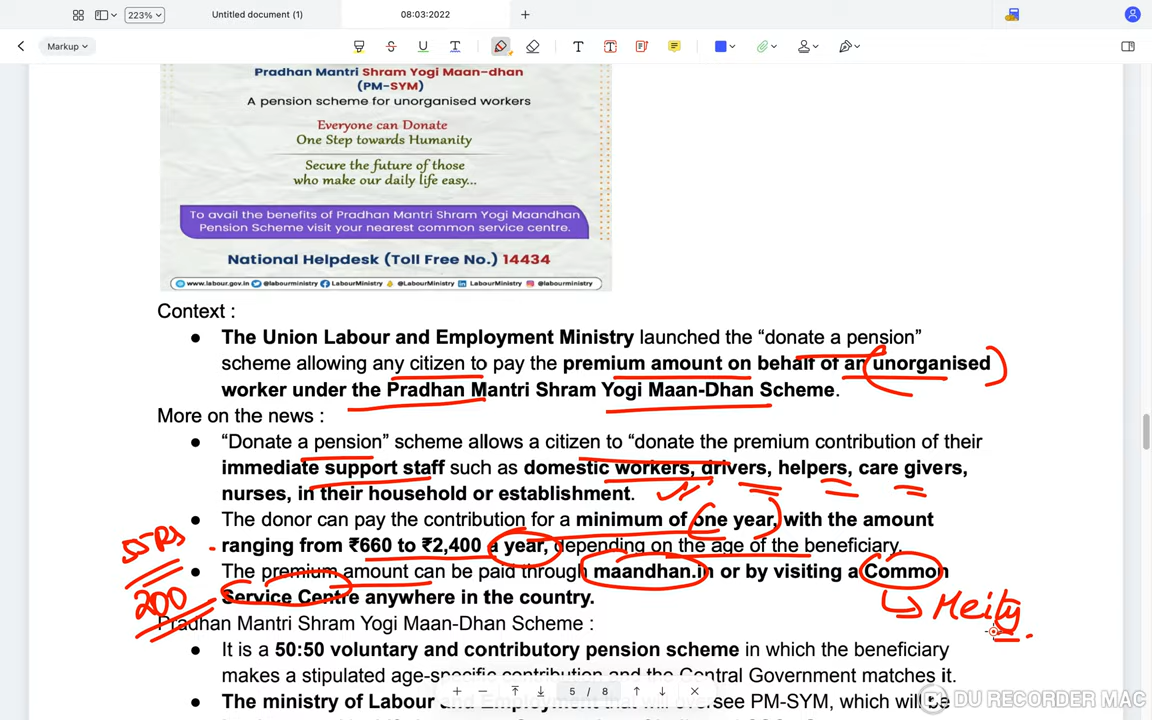 223%
Untitled document (1)
08:03:2022
Markup
Pradhan Mantri Shram Yogi Maan-dhan
(PM-SYM)
A pension scheme for unorganised workers
Everyone can Donate
One Step towards Humanity
Secure the future of those
who make our daily life easy...
To avail the benefits of Pradhan Mantri Shram Yogi Maandhan
Pension Scheme visit your nearest common service centre.
National Helpdesk (Toll Free No.) 14434
www.labour.gov.in @labourministry LabourMinistry @LabourMinistry LabourMinistry @labourministry
Context :
● The Union Labour and Employment Ministry launched the “donate a pension”
scheme allowing any citizen to pay the premium amount on behalf of an unorganised
worker under the Pradhan Mantri Shram Yogi Maan-Dhan Scheme.
More on the news :
● “Donate a pension” scheme allows a citizen to “donate the premium contribution of their
immediate support staff such as domestic workers, drivers, helpers, care givers,
nurses, in their household or establishment.
● The donor can pay the contribution for a minimum of one year, with the amount
ranging from ₹660 to ₹2,400 a year, depending on the age of the beneficiary.
55Rs
● The premium amount can be paid through maandhan.in or by visiting a Common
Service Centre anywhere in the country.
200
Meity
Pradhan Mantri Shram Yogi Maan-Dhan Scheme :
● It is a 50:50 voluntary and contributory pension scheme in which the beneficiary
makes a stipulated age-specific contribution and the Central Government matches it.
5 / 8
● The ministry of Labour and Employment that will oversee PM-SYM, which will be
DU RECORDER MAC